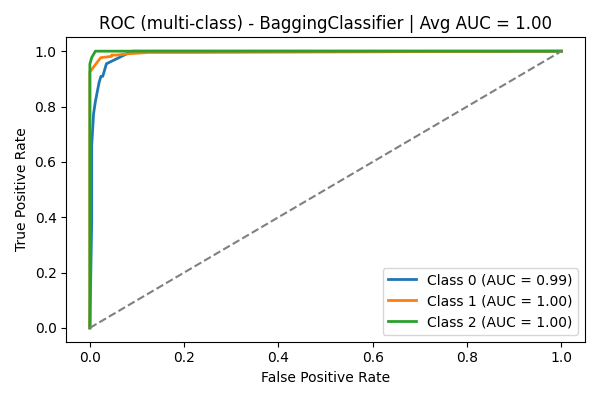 ROC (multi-class) - BaggingClassifier | Avg AUC = 1.00
True Positive Rate
1.0
0.8
0.6
0.4
0.2
0.0
Class 0 (AUC = 0.99)
Class 1 (AUC = 1.00)
Class 2 (AUC = 1.00)
0.0 0.2 0.4 0.6 0.8 1.0
False Positive Rate